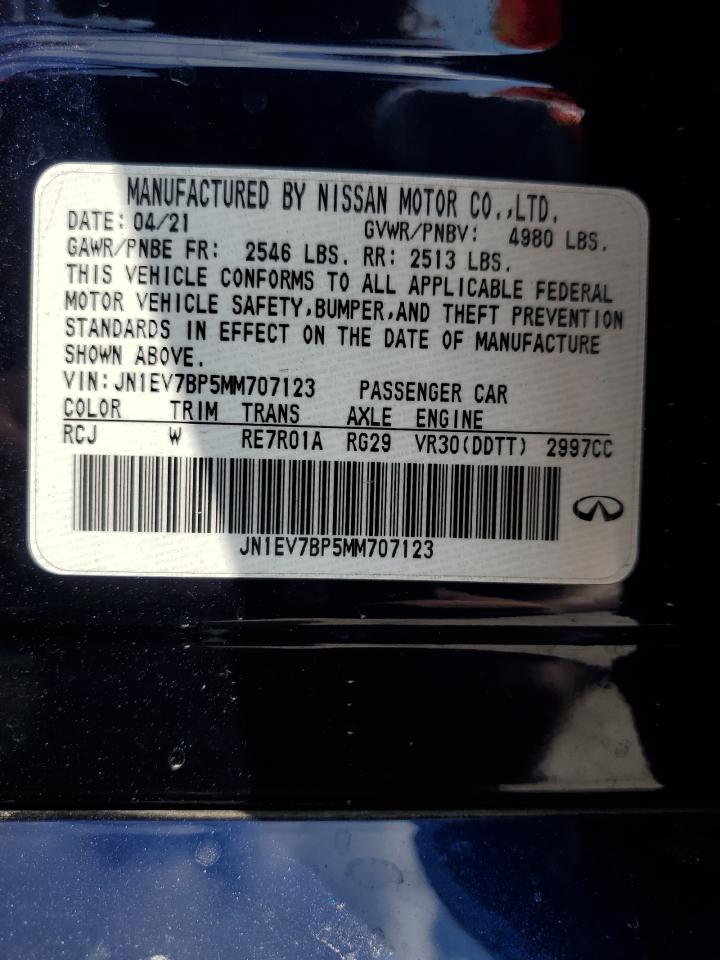 MANUFACTURED BY NISSAN MOTOR CO.,LTD.
DATE: 04/21 GVWR/PNBV: 4980 LBS.
GAWR/PNBE FR: 2546 LBS. RR: 2513 LBS.
THIS VEHICLE CONFORMS TO ALL APPLICABLE FEDERAL
MOTOR VEHICLE SAFETY,BUMPER,AND THEFT PREVENTION
STANDARDS IN EFFECT ON THE DATE OF MANUFACTURE
SHOWN ABOVE.
VIN:JN1EV7BP5MM707123 PASSENGER CAR
COLOR TRIM TRANS AXLE ENGINE
RCJ W RE7R01A RG29 VR30(DDTT) 2997CC
JN1EV7BP5MM707123